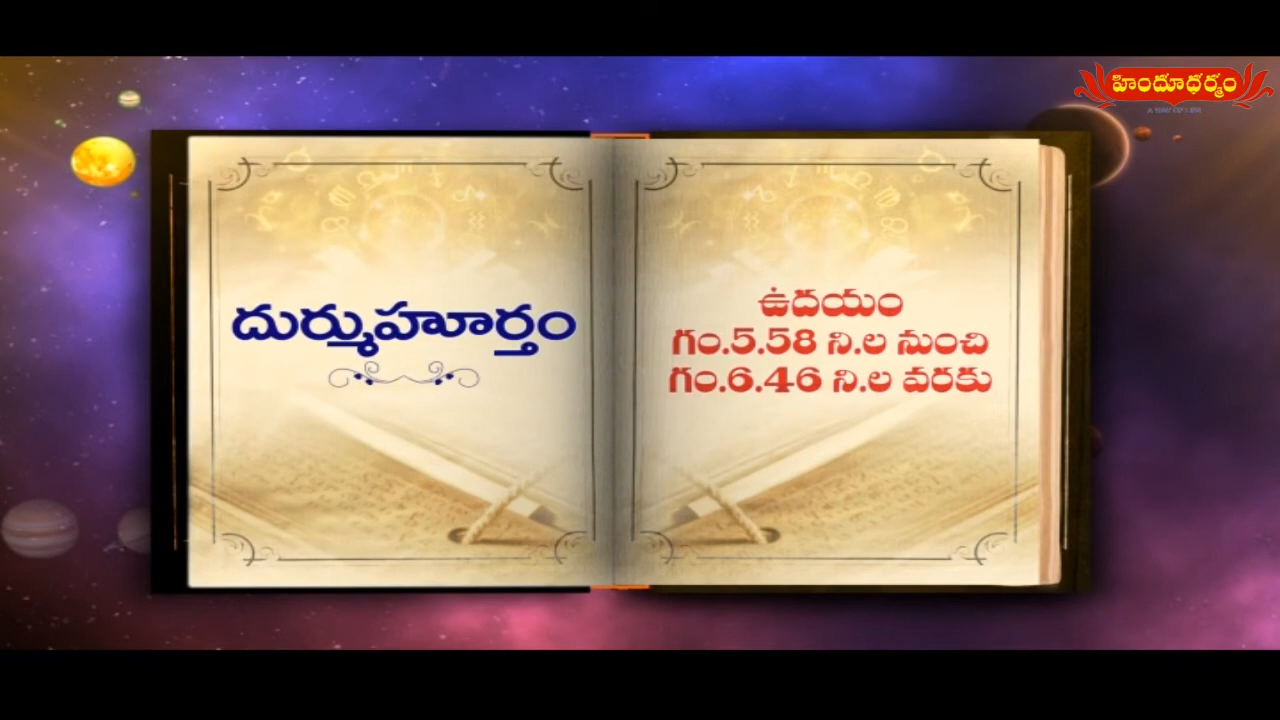 హిందూధర్మం
దుర్ముహూర్తం
ఉదయం
గం.5.58 ని.ల నుంచి
గం.6.46 ని.ల వరకు